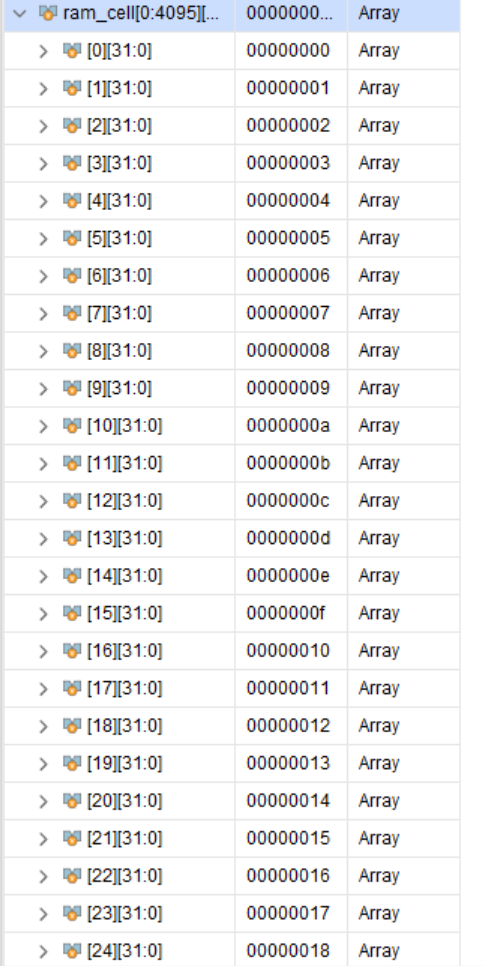 ram_cell[0:4095][... 0000000... Array
[0][31:0] 00000000 Array
[1][31:0] 00000001 Array
[2][31:0] 00000002 Array
[3][31:0] 00000003 Array
[4][31:0] 00000004 Array
[5][31:0] 00000005 Array
[6][31:0] 00000006 Array
[7][31:0] 00000007 Array
[8][31:0] 00000008 Array
[9][31:0] 00000009 Array
[10][31:0] 0000000a Array
[11][31:0] 0000000b Array
[12][31:0] 0000000c Array
[13][31:0] 0000000d Array
[14][31:0] 0000000e Array
[15][31:0] 0000000f Array
[16][31:0] 00000010 Array
[17][31:0] 00000011 Array
[18][31:0] 00000012 Array
[19][31:0] 00000013 Array
[20][31:0] 00000014 Array
[21][31:0] 00000015 Array
[22][31:0] 00000016 Array
[23][31:0] 00000017 Array
[24][31:0] 00000018 Array